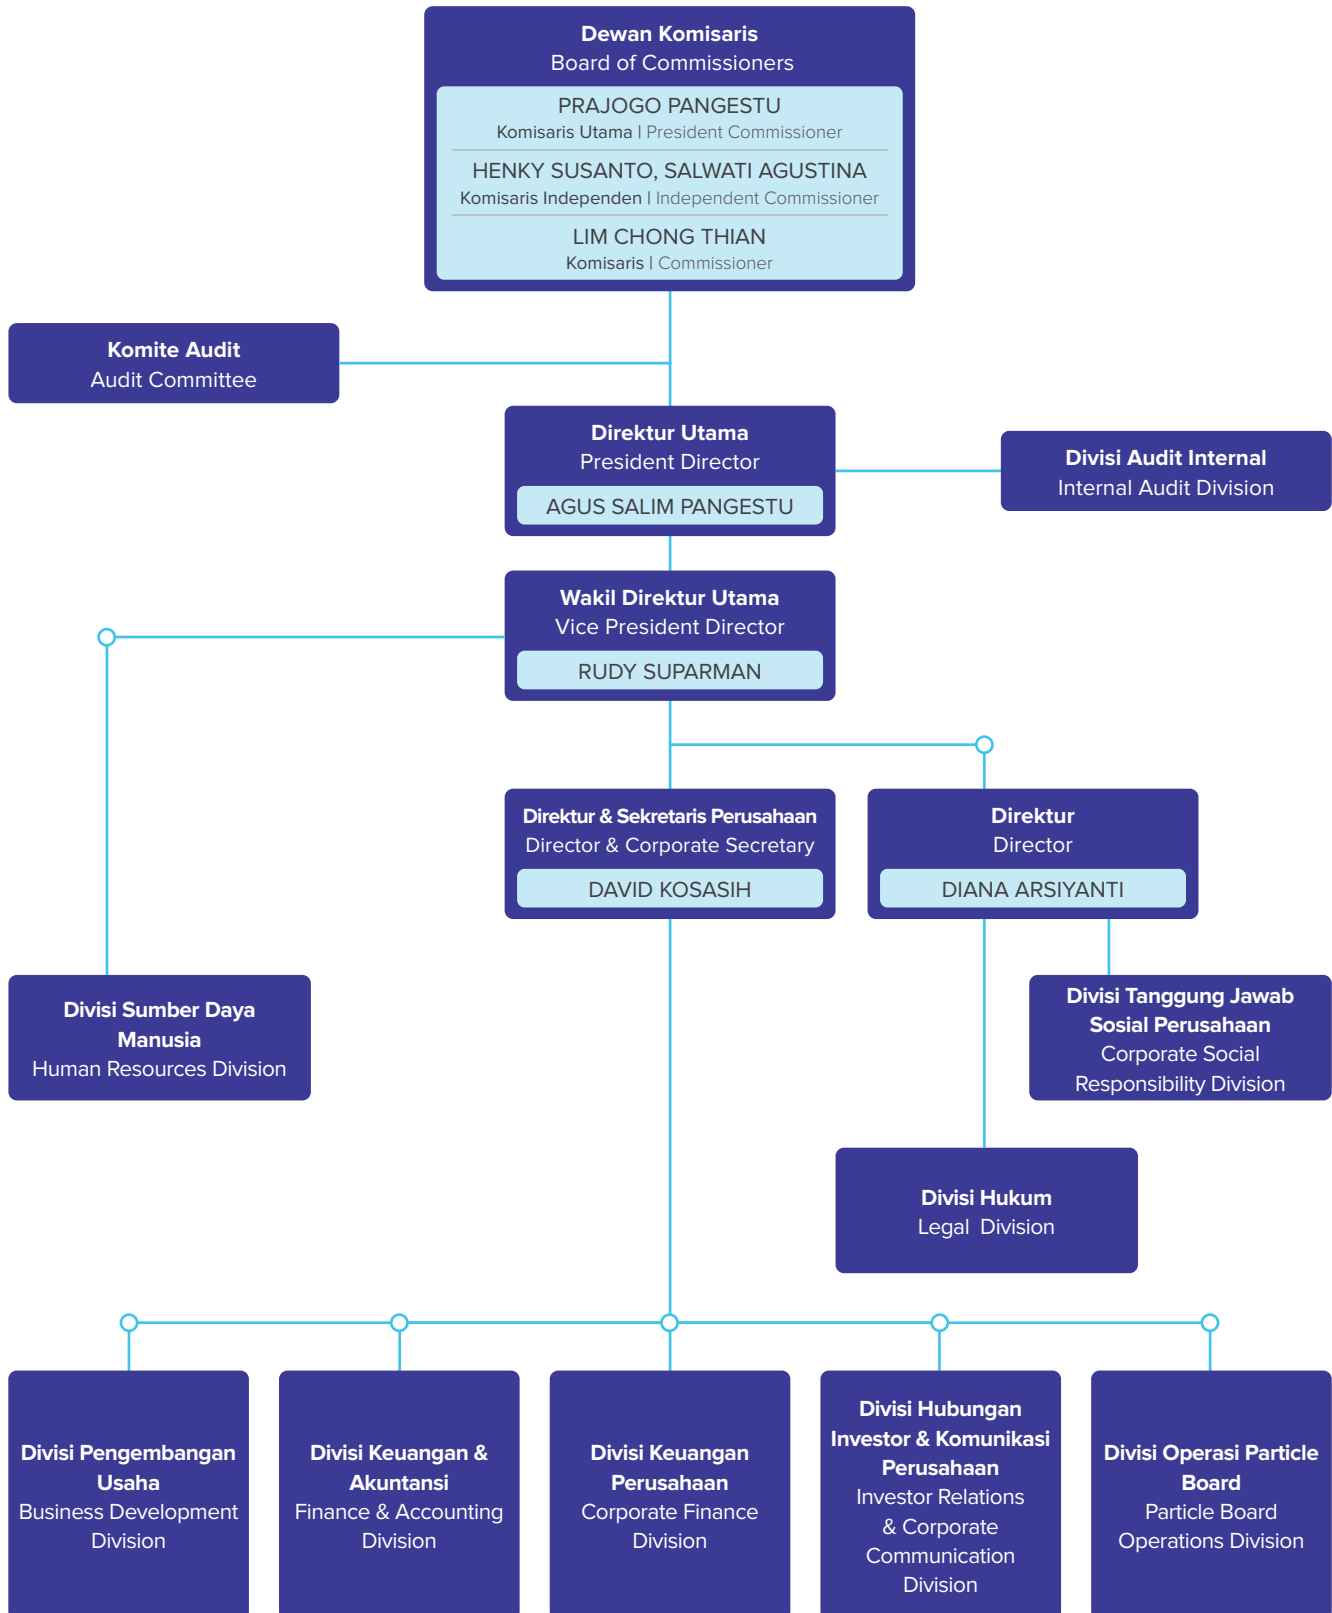 Dewan Komisaris
Board of Commissioners
PRAJOGO PANGESTU
Komisaris Utama | President Commissioner
HENKY SUSANTO, SALWATI AGUSTINA
Komisaris Independen | Independent Commissioner
LIM CHONG THIAN
Komisaris | Commissioner
Komite Audit
Audit Committee
Direktur Utama
President Director
AGUS SALIM PANGESTU
Divisi Audit Internal
Internal Audit Division
Wakil Direktur Utama
Vice President Director
RUDY SUPARMAN
Direktur & Sekretaris Perusahaan
Director & Corporate Secretary
DAVID KOSASIH
Direktur
Director
DIANA ARSIYANTI
Divisi Sumber Daya
Manusia
Human Resources Division
Divisi Tanggung Jawab
Sosial Perusahaan
Corporate Social
Responsibility Division
Divisi Hukum
Legal Division
Divisi Pengembangan
Usaha
Business Development
Division
Divisi Keuangan &
Akuntansi
Finance & Accounting
Division
Divisi Keuangan
Perusahaan
Corporate Finance
Division
Divisi Hubungan
Investor & Komunikasi
Perusahaan
Investor Relations
& Corporate
Communication
Division
Divisi Operasi Particle
Board
Particle Board
Operations Division